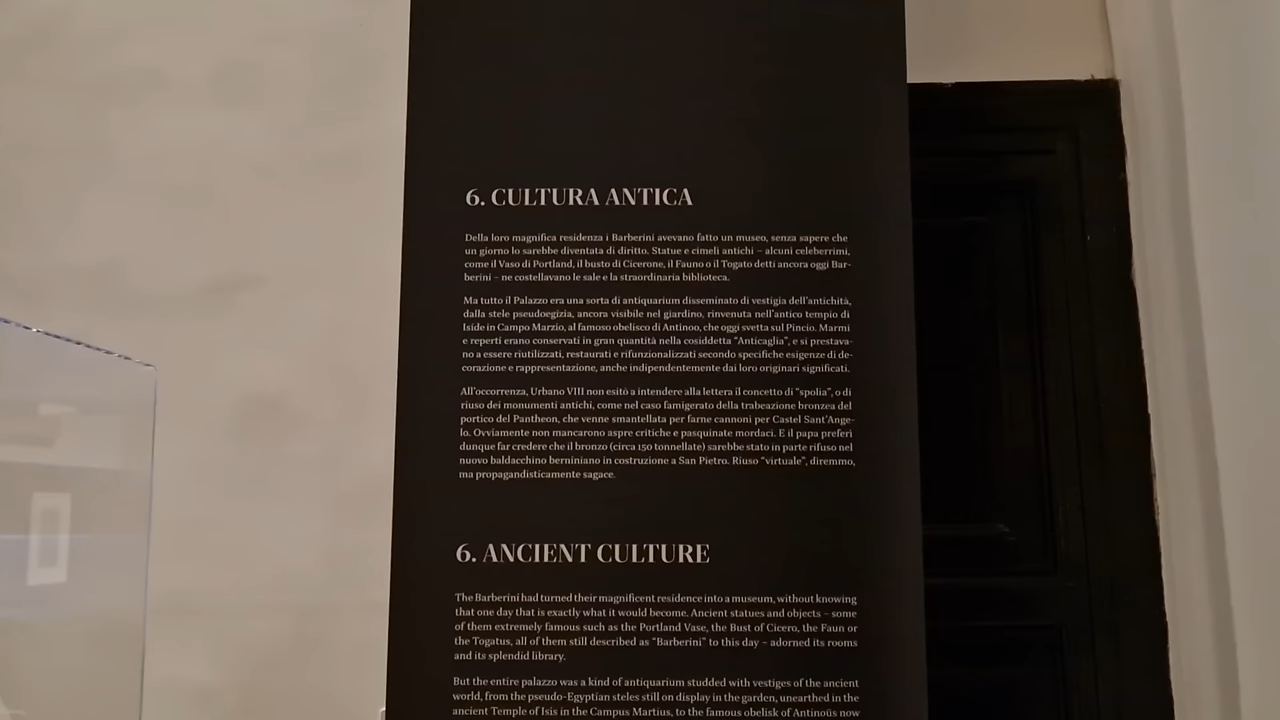 6. CULTURA ANTICA
Della loro magnifica residenza i Barberini avevano fatto un museo, senza sapere che
un giorno lo sarebbe diventata di diritto. Statue e cimeli antichi – alcuni celeberrimi,
come il Vaso di Portland, il busto di Cicerone, il Fauno o il Togato detti ancora oggi Bar-
berini – ne costellavano le sale e la straordinaria biblioteca.
Ma tutto il Palazzo era una sorta di antiquarium disseminato di vestigia dell'antichità,
dalla stele pseudoegizia, ancora visibile nel giardino, rinvenuta nell'antico tempio di
Iside in Campo Marzio, al famoso obelisco di Antinoo, che oggi svetta sul Pincio. Marmi
e reperti erano conservati in gran quantità nella cosiddetta "Anticaglia", e si prestava-
no a essere riutilizzati, restaurati e rifunzionalizzati secondo specifiche esigenze di de-
corazione e rappresentazione, anche indipendentemente dai loro originari significati.
All'occorrenza, Urbano VIII non esitò a intendere alla lettera il concetto di "spolia", o di
riuso dei monumenti antichi, come nel caso famigerato della trabeazione bronzea del
portico del Pantheon, che venne smantellata per farne cannoni per Castel Sant'Ange-
lo. Ovviamente non mancarono aspre critiche e pasquinate mordaci. E il papa preferì
dunque far credere che il bronzo (circa 150 tonnellate) sarebbe stato in parte rifuso nel
nuovo baldacchino berniniano in costruzione a San Pietro. Riuso "virtuale", diremmo,
ma propagandisticamente sagace.
6. ANCIENT CULTURE
The Barberini had turned their magnificent residence into a museum, without knowing
that one day that is exactly what it would become. Ancient statues and objects – some
of them extremely famous such as the Portland Vase, the Bust of Cicero, the Faun or
the Togatus, all of them still described as "Barberini" to this day – adorned its rooms
and its splendid library.
But the entire palazzo was a kind of antiquarium studded with vestiges of the ancient
world, from the pseudo-Egyptian steles still on display in the garden, unearthed in the
ancient Temple of Isis in the Campus Martius, to the famous obelisk of Antinoüs now